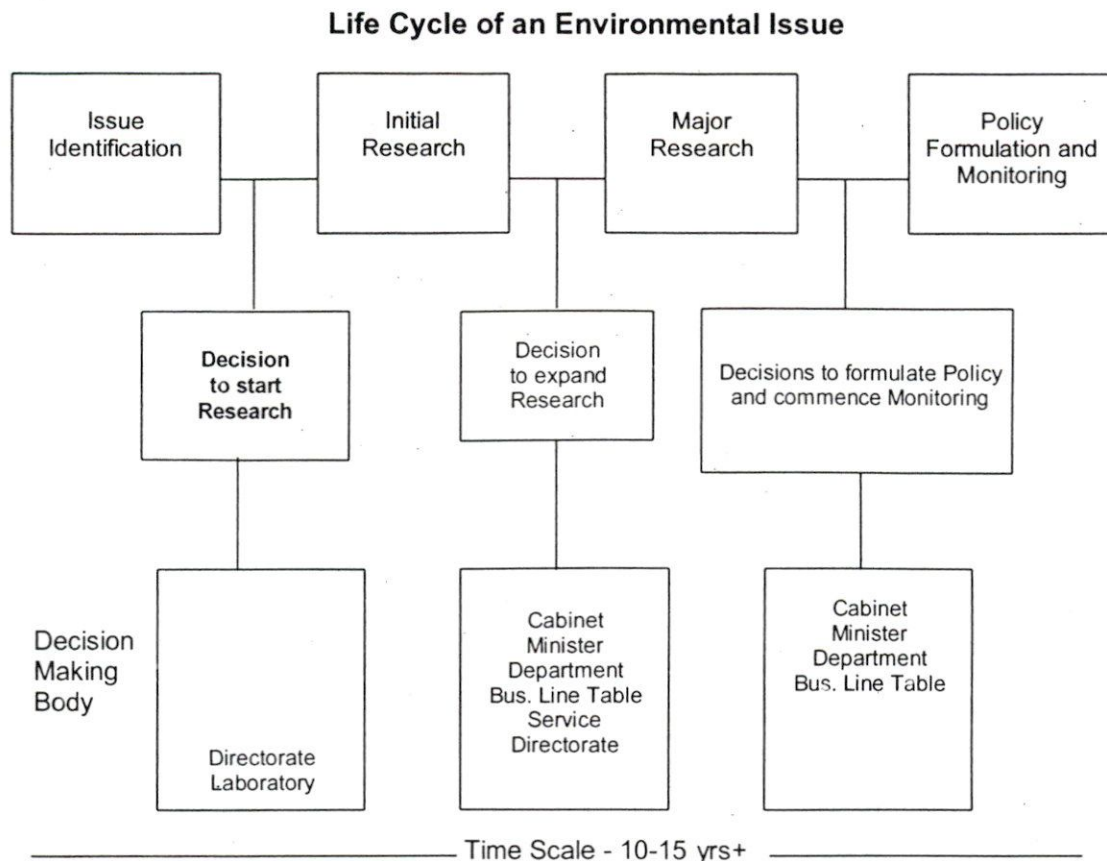 Life Cycle of an Environmental Issue
Issue
Identification
Initial
Research
Major
Research
Policy
Formulation and
Monitoring
Decision
to start
Research
Decision
to expand
Research
Decisions to formulate Policy
and commence Monitoring
Decision
Making
Body
Directorate
Laboratory
Cabinet
Minister
Department
Bus. Line Table
Service
Directorate
Cabinet
Minister
Department
Bus. Line Table
Time Scale - 10-15 yrs+